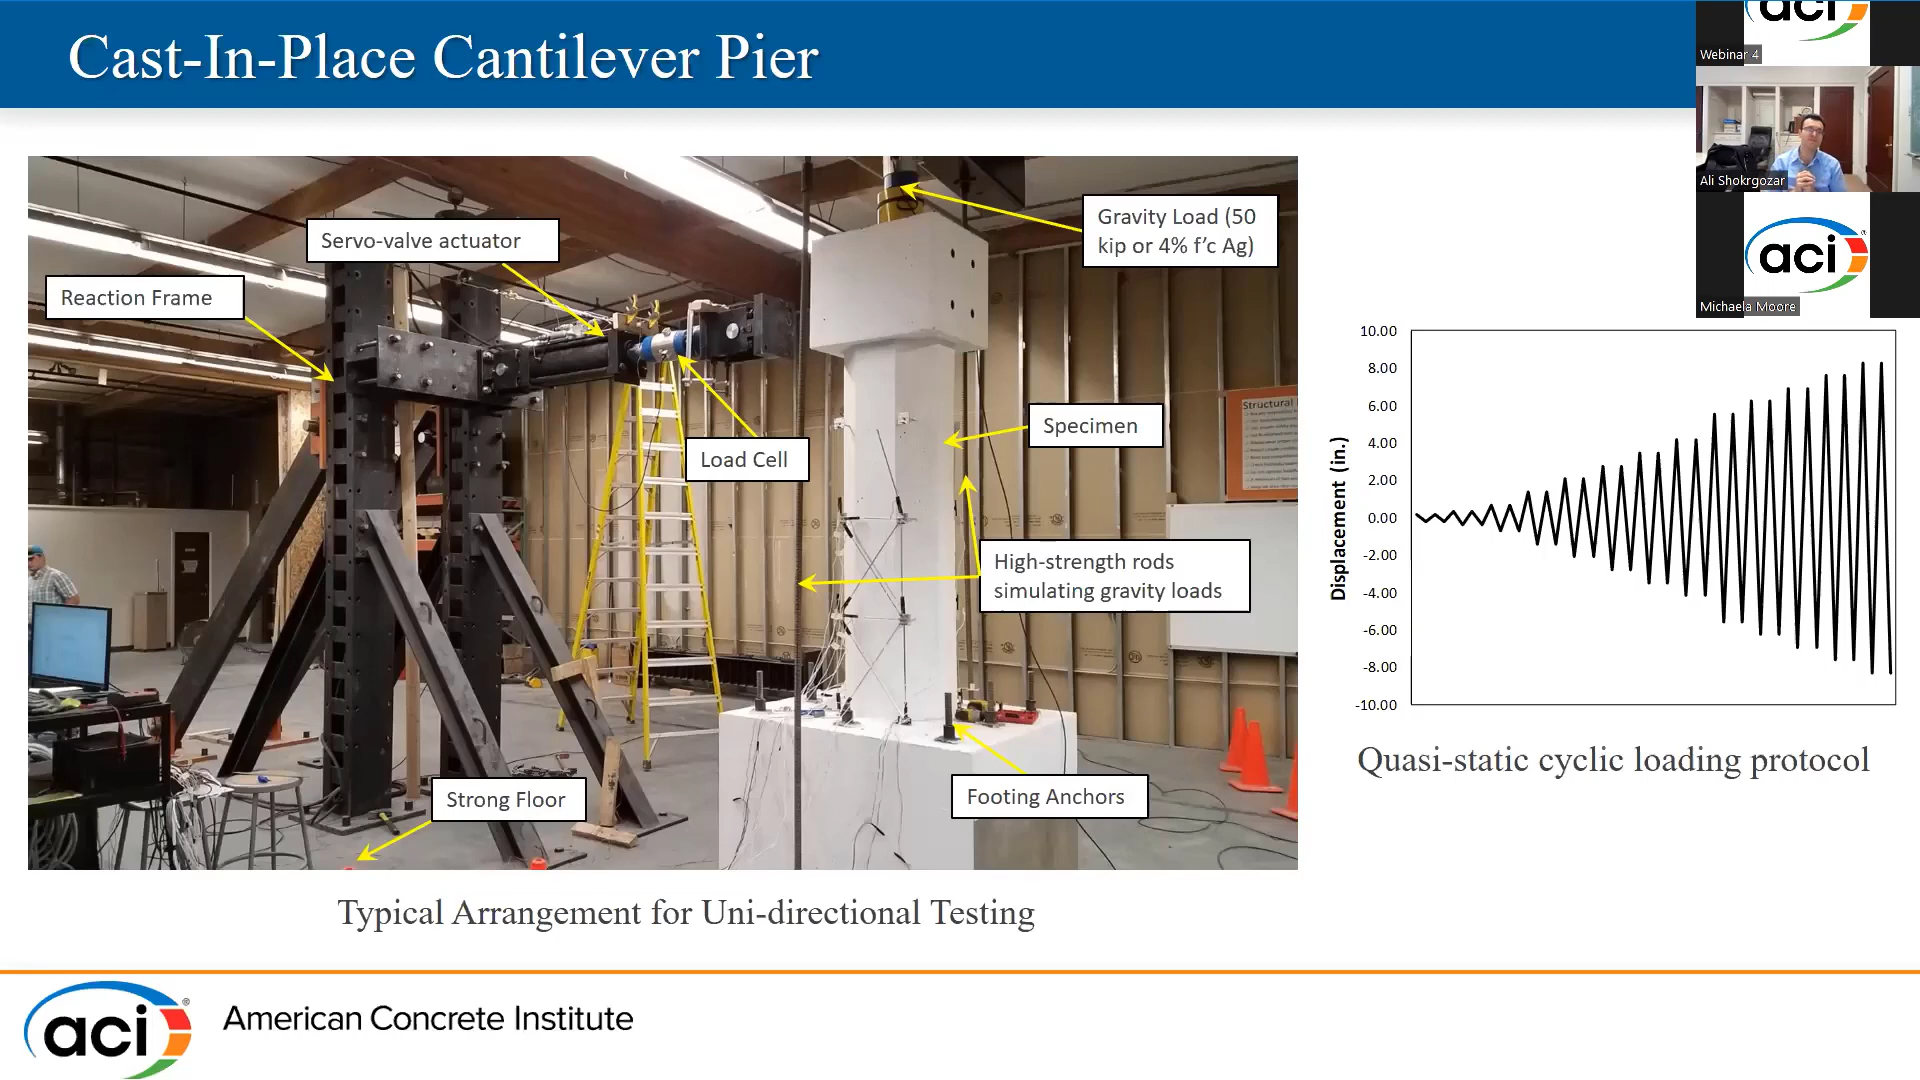 Cast-In-Place Cantilever Pier
aci
Webinar 4
Ali Shokrgozar
aci
Michaela Moore
Servo-valve actuator
Reaction Frame
Gravity Load (50
kip or 4% f'c Ag)
Load Cell
Specimen
Structural
High-strength rods
simulating gravity loads
Strong Floor
Footing Anchors
Displacement (in.)
10.00
8.00
6.00
4.00
2.00
0.00
-2.00
-4.00
-6.00
-8.00
-10.00
Quasi-static cyclic loading protocol
Typical Arrangement for Uni-directional Testing
aci
American Concrete Institute